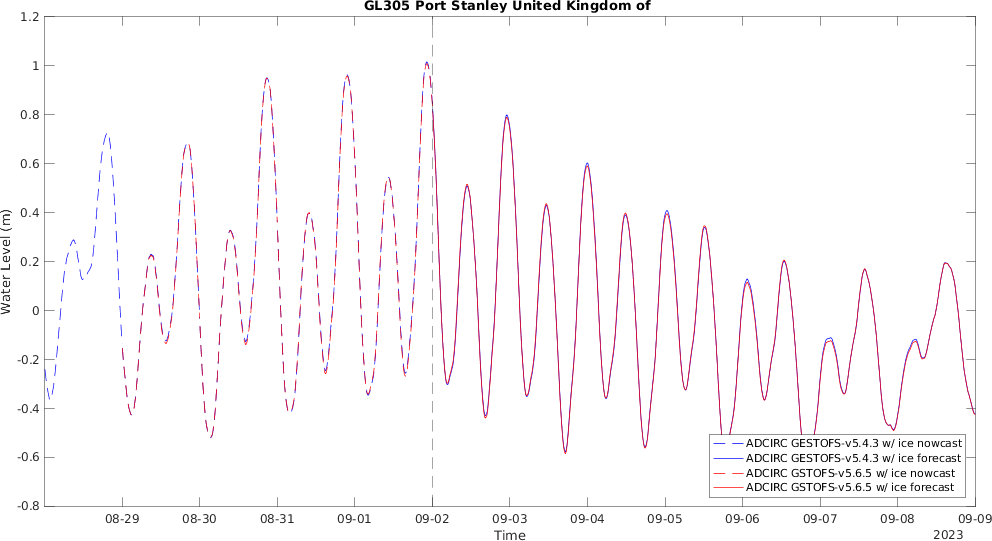 GL305 Port Stanley United Kingdom of
1.2
1
0.8
0.6
0.4
0.2
0
-0.2
-0.4
-0.6
-0.8
Water Level (m)
ADCIRC GESTOFS-v5.4.3 w/ ice nowcast
ADCIRC GESTOFS-v5.4.3 w/ ice forecast
ADCIRC GSTOFS-v5.6.5 w/ ice nowcast
ADCIRC GSTOFS-v5.6.5 w/ ice forecast
08-29 08-30 08-31 09-01 09-02 09-03 09-04 09-05 09-06 09-07 09-08 09-09
Time
2023